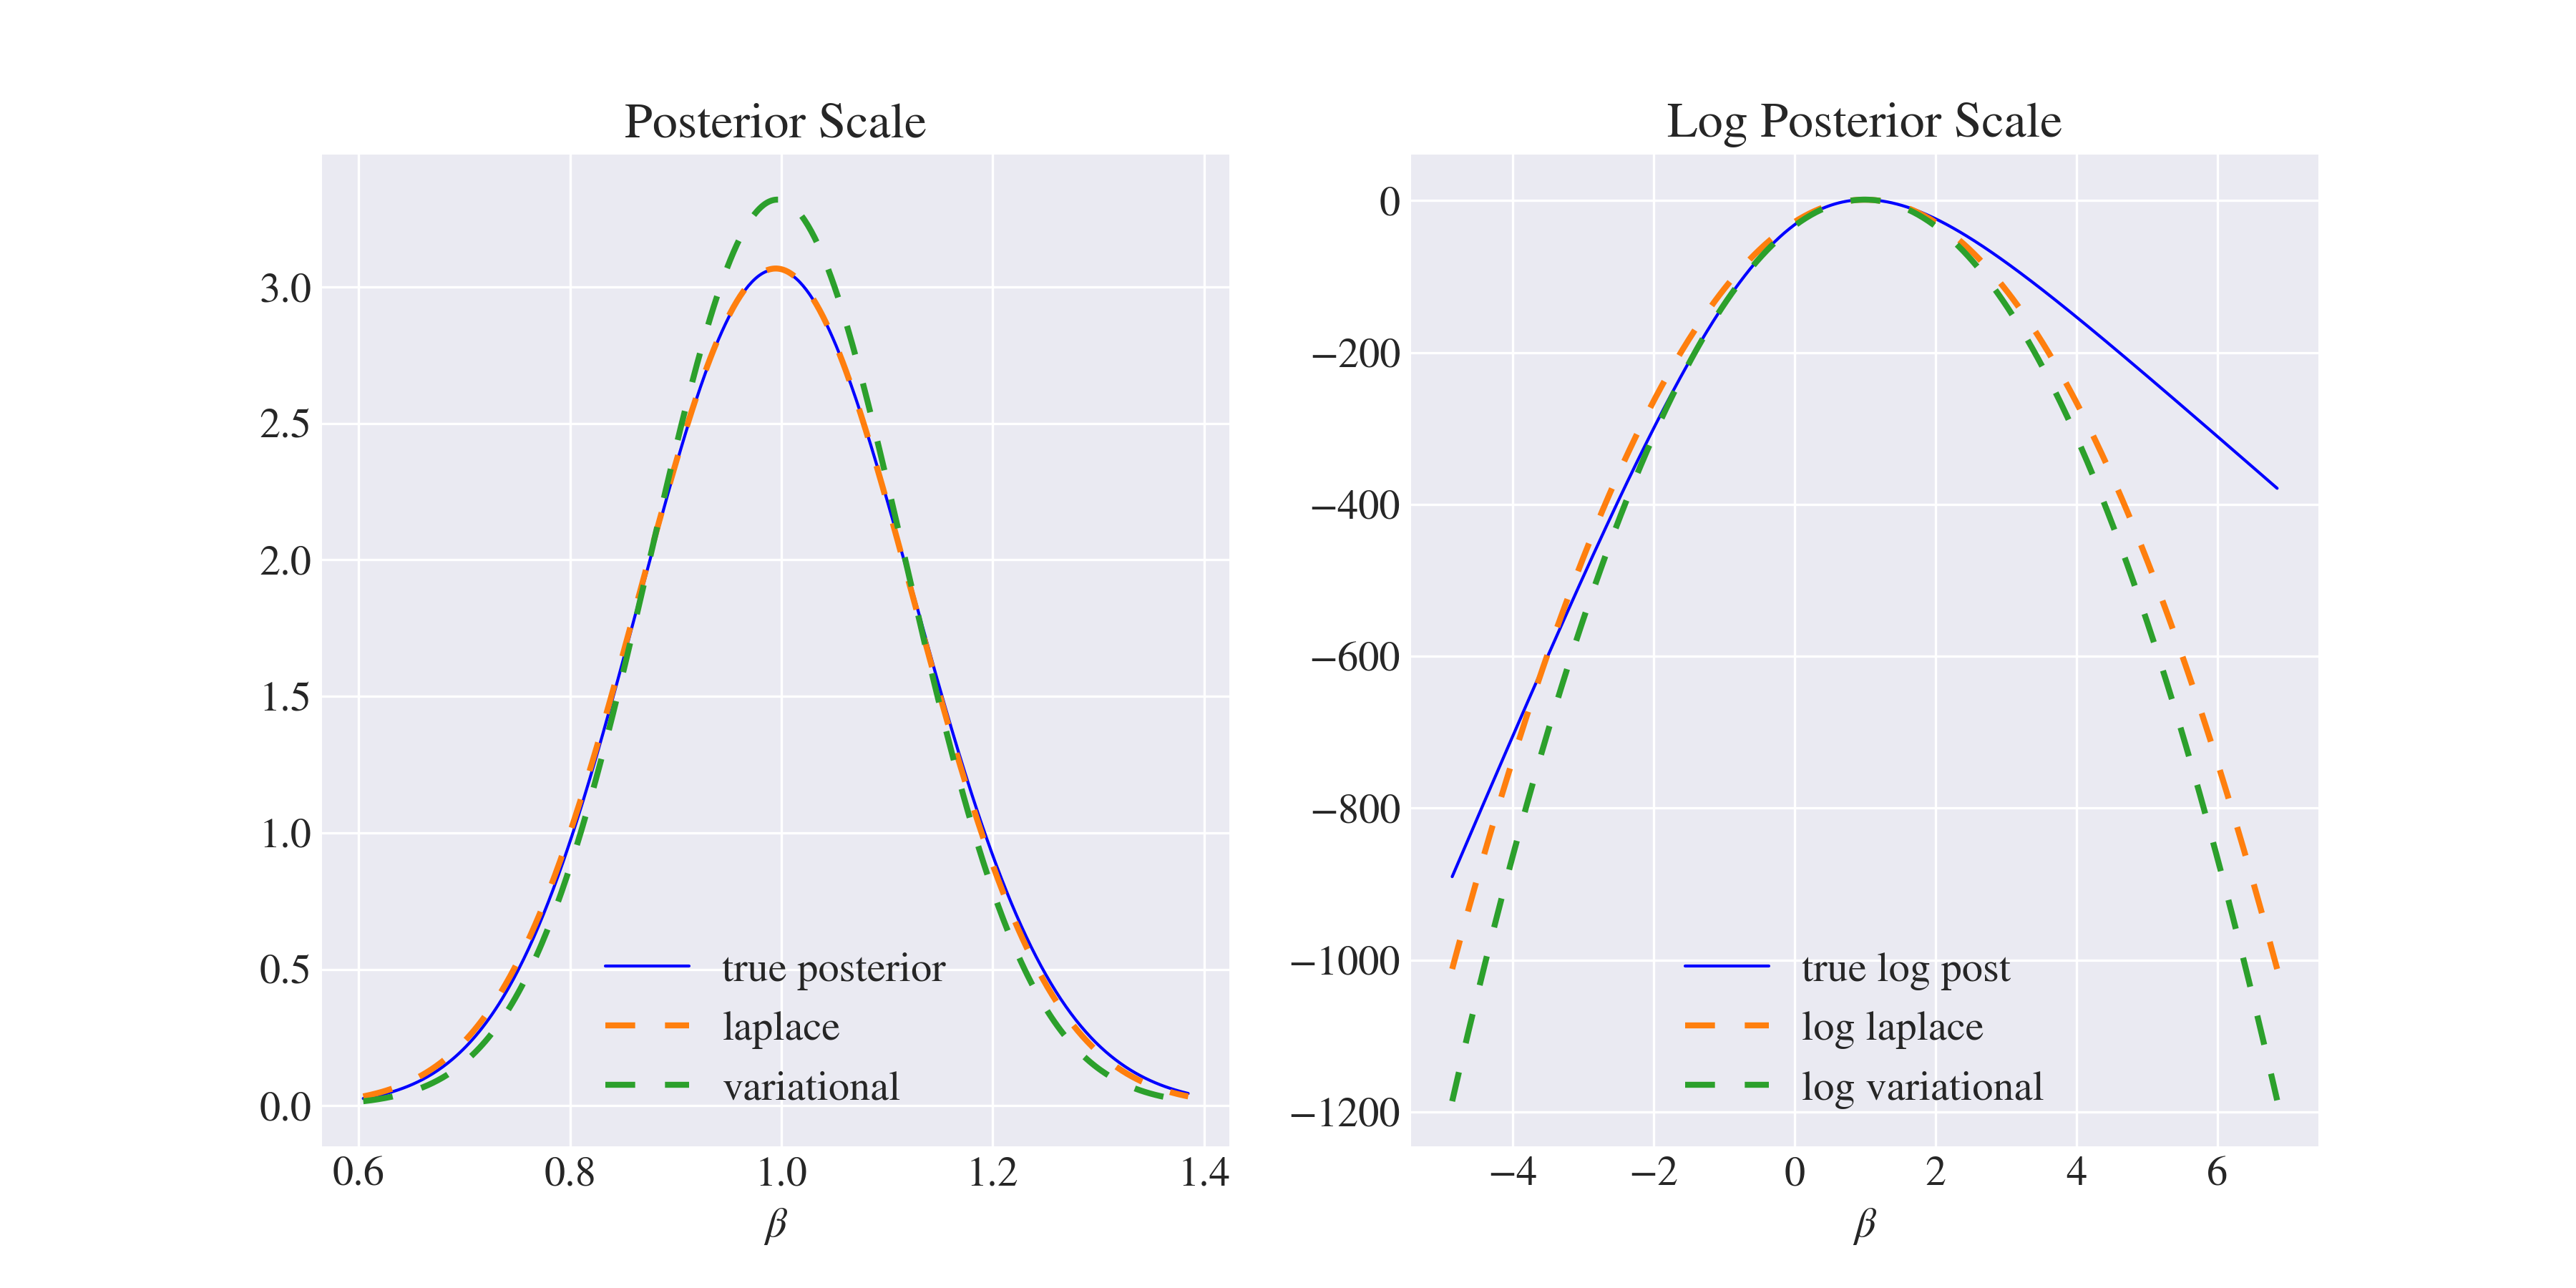 Posterior Scale
3.0
2.5
2.0
1.5
1.0
0.5
0.0
true posterior
laplace
variational
0.6 0.8 1.0 1.2 1.4
β
Log Posterior Scale
0
−200
−400
−600
−800
−1000
−1200
true log post
log laplace
log variational
−4 −2 0 2 4 6
β